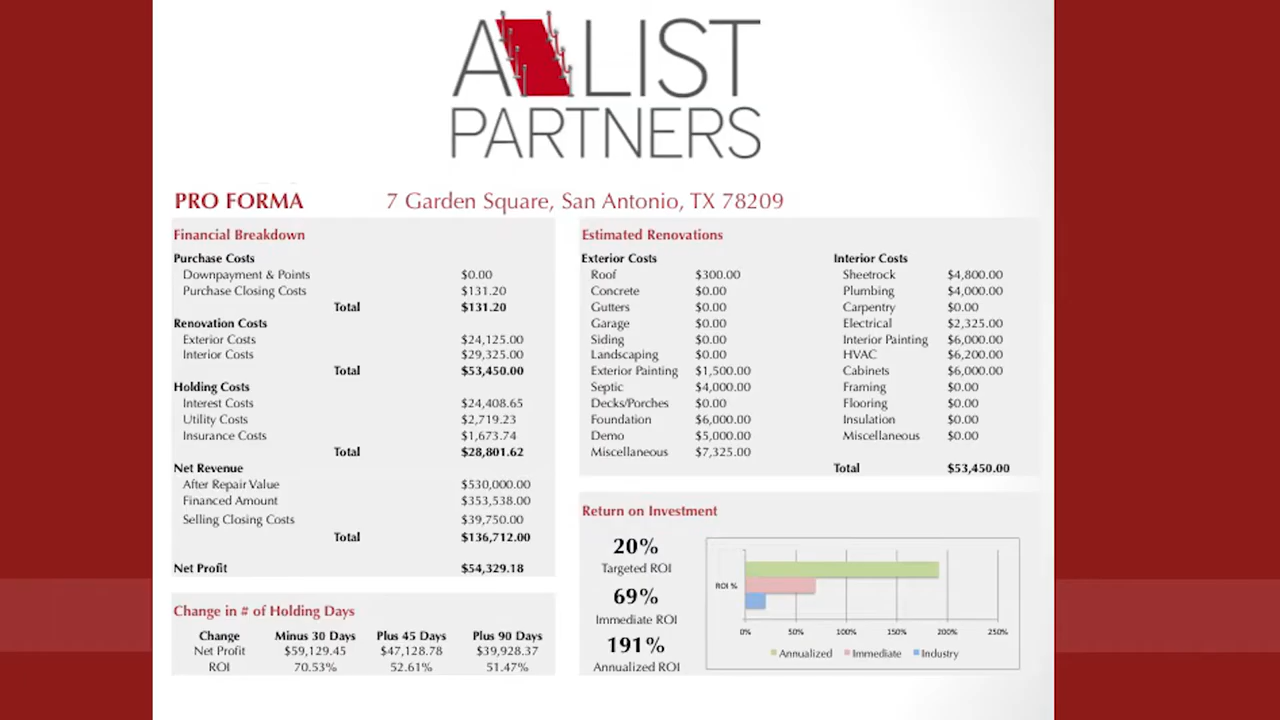 A LIST
PARTNERS
PRO FORMA 7 Garden Square, San Antonio, TX 78209
Financial Breakdown
Purchase Costs
Downpayment & Points $0.00
Purchase Closing Costs $131.20
Total $131.20
Renovation Costs
Exterior Costs $24,125.00
Interior Costs $29,325.00
Total $53,450.00
Holding Costs
Interest Costs $24,408.65
Utility Costs $2,719.23
Insurance Costs $1,673.74
Total $28,801.62
Net Revenue
After Repair Value $530,000.00
Financed Amount $353,538.00
Selling Closing Costs $39,750.00
Total $136,712.00
Net Profit $54,329.18
Change in # of Holding Days
Change Minus 30 Days Plus 45 Days Plus 90 Days
Net Profit $59,129.45 $47,128.78 $39,928.37
ROI 70.53% 52.61% 51.47%
Estimated Renovations
Exterior Costs Interior Costs
Roof $300.00 Sheetrock $4,800.00
Concrete $0.00 Plumbing $4,000.00
Gutters $0.00 Carpentry $0.00
Garage $0.00 Electrical $2,325.00
Siding $0.00 Interior Painting $6,000.00
Landscaping $0.00 HVAC $6,200.00
Exterior Painting $1,500.00 Cabinets $6,000.00
Septic $4,000.00 Framing $0.00
Decks/Porches $0.00 Flooring $0.00
Foundation $6,000.00 Insulation $0.00
Demo $5,000.00 Miscellaneous $0.00
Miscellaneous $7,325.00
Total $53,450.00
Return on Investment
20%
Targeted ROI
69%
Immediate ROI
191%
Annualized ROI
ROI %
0% 50% 100% 150% 200% 250%
Annualized Immediate Industry